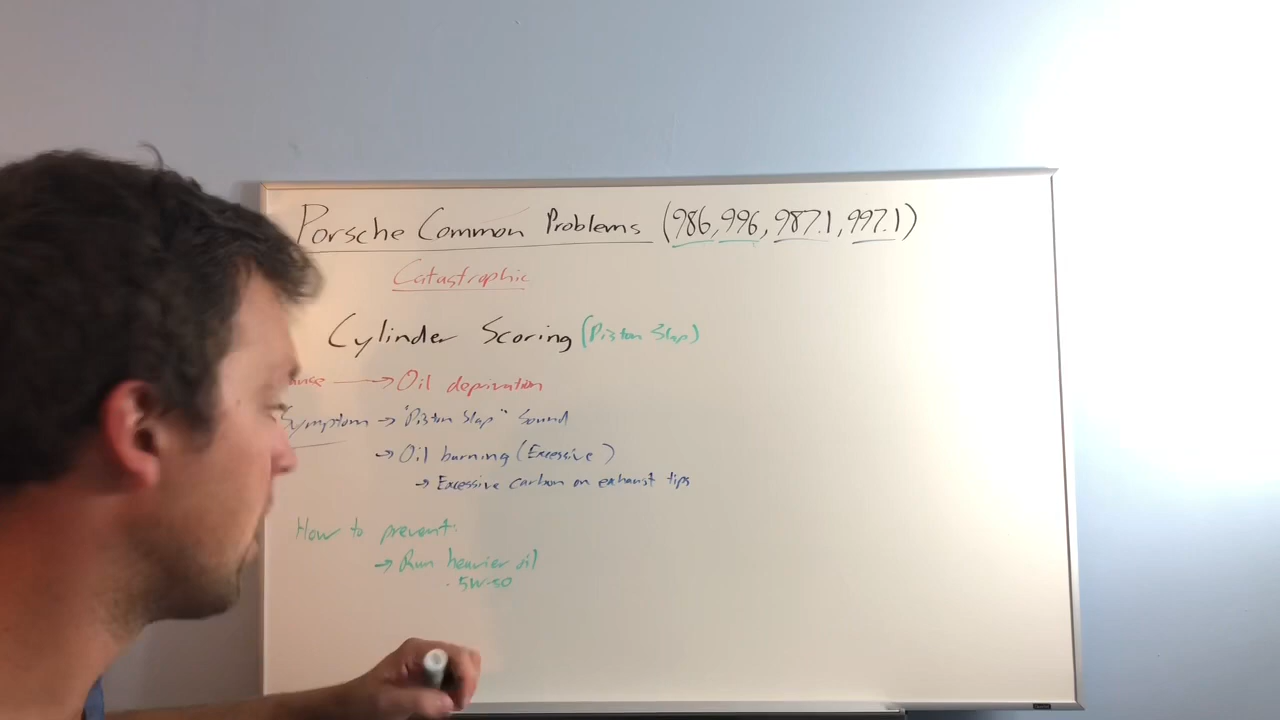 Porsche Common Problems (986, 996, 987.1, 997.1)
Catastrophic
Cylinder Scoring (Piston Slap)
→ Oil deprivation
Symptom → "Piston Slap" Sound
→ Oil burning (Excessive)
→ Excessive carbon on exhaust tips
How to prevent:
→ Run heavier oil
· 5W-50